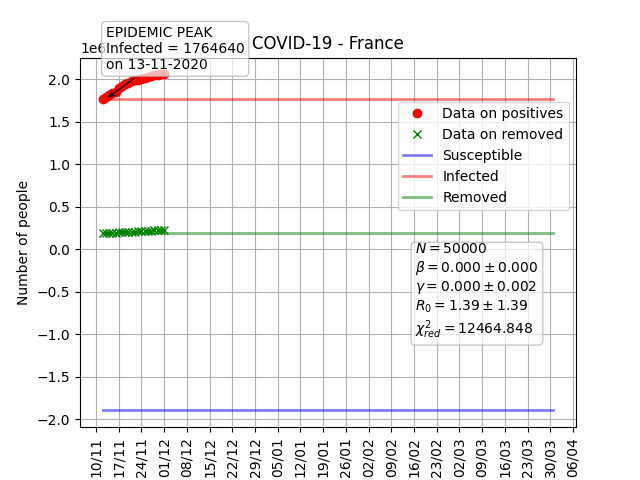 COVID-19 - France
1e6
EPIDEMIC PEAK
Infected = 1764640
on 13-11-2020
Number of people
2.0
1.5
1.0
0.5
0.0
−0.5
−1.0
−1.5
−2.0
Data on positives
Data on removed
Susceptible
Infected
Removed
N = 50000
β = 0.000 ± 0.000
γ = 0.000 ± 0.002
R₀ = 1.39 ± 1.39
χ²red = 12464.848
10/11
17/11
24/11
01/12
08/12
15/12
22/12
29/12
05/01
12/01
19/01
26/01
02/02
09/02
16/02
23/02
02/03
09/03
16/03
23/03
30/03
06/04